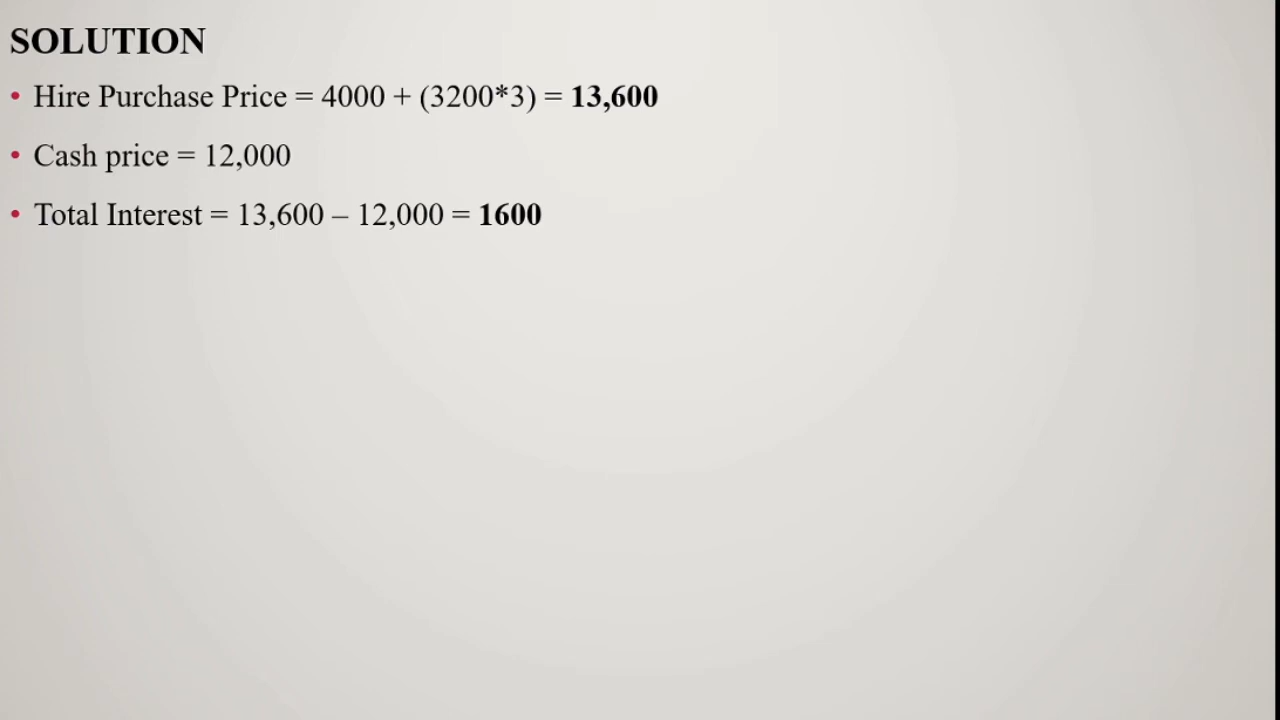 SOLUTION
• Hire Purchase Price = 4000 + (3200*3) = 13,600
• Cash price = 12,000
• Total Interest = 13,600 – 12,000 = 1600